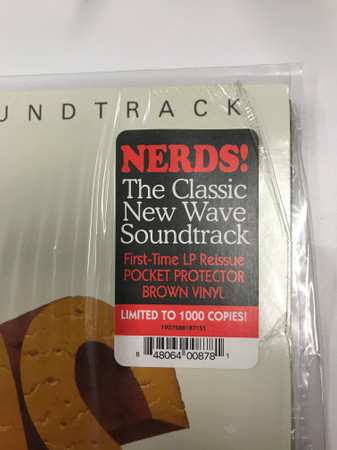 UNDTRACK
NERDS!
The Classic
New Wave
Soundtrack
First-Time LP Reissue
POCKET PROTECTOR
BROWN VINYL
LIMITED TO 1000 COPIES!
8 48064 00878 1